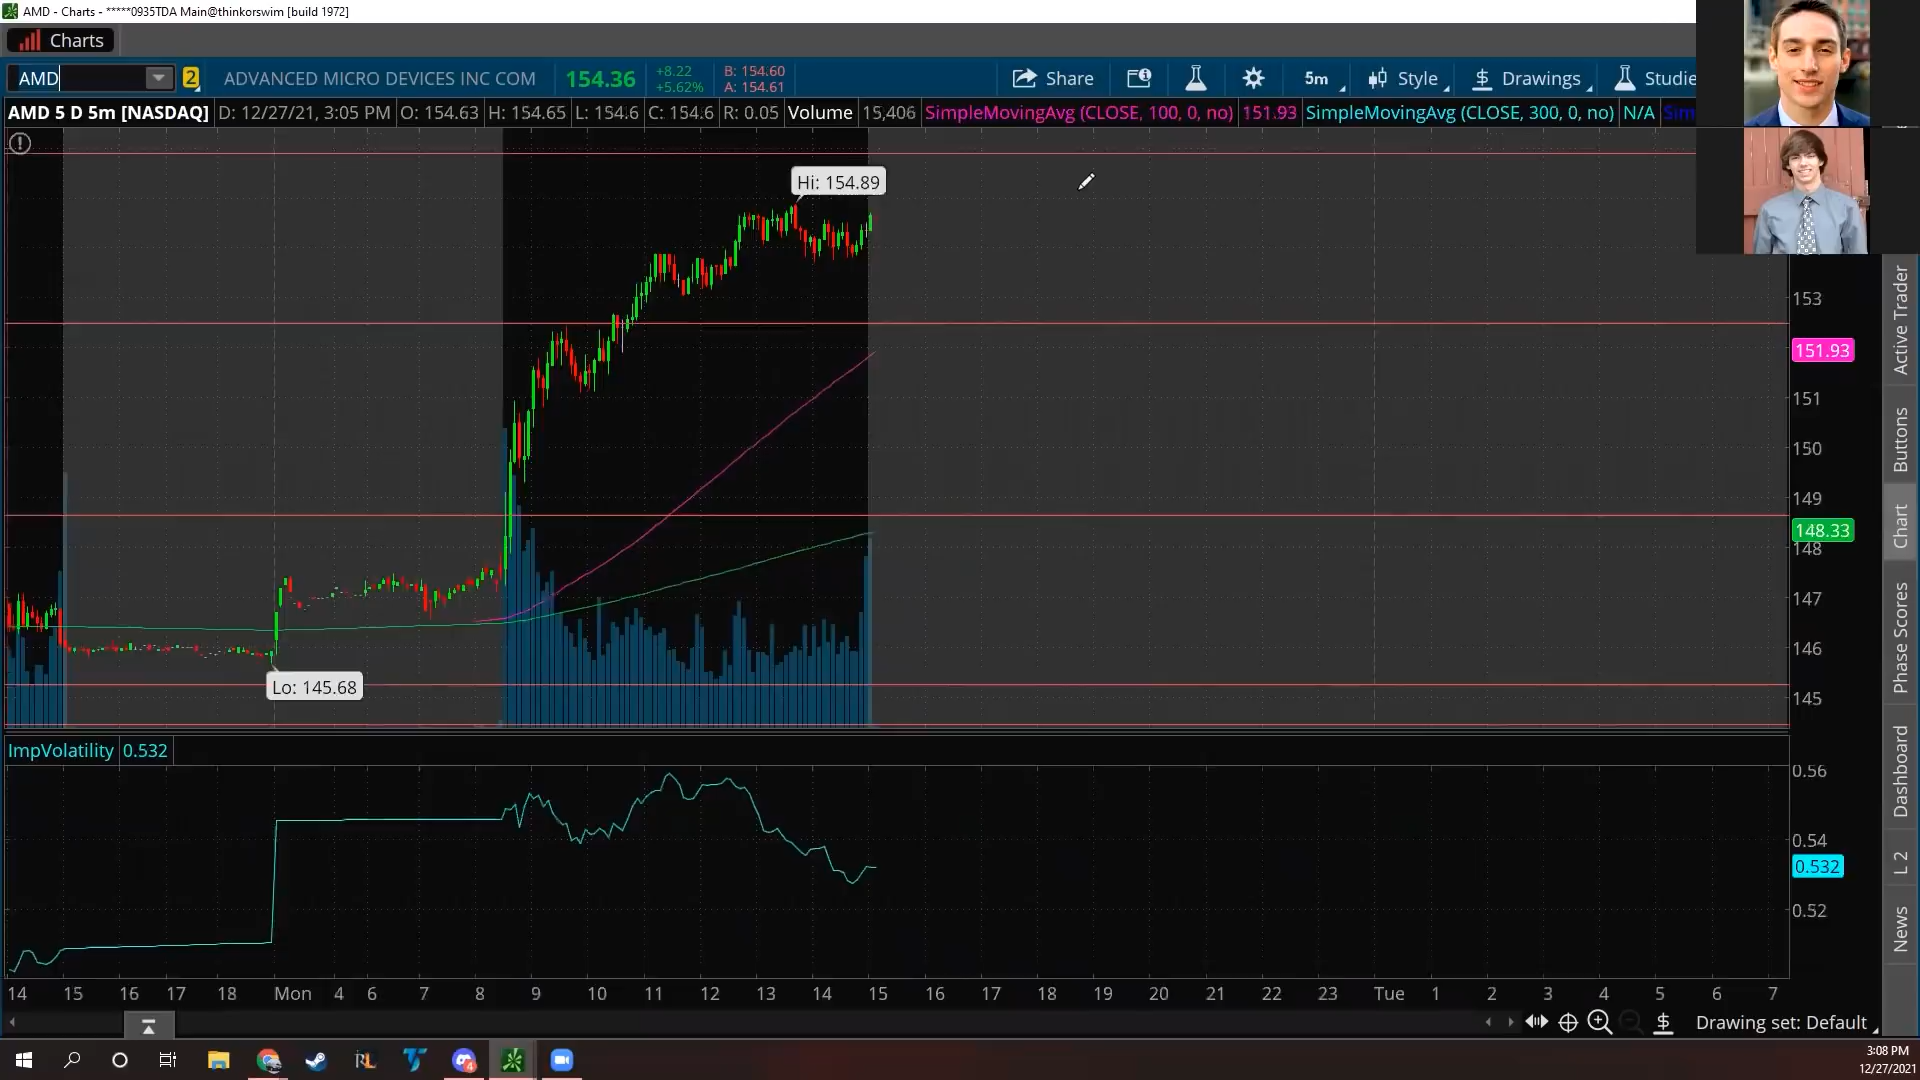 AMD - Charts - *****0935TDA Main@thinkorswim [build 1972]
Charts
AMD 2 ADVANCED MICRO DEVICES INC COM 154.36 +8.22 +5.62% B: 154.60 A: 154.61 Share 5m Style Drawings Studie
AMD 5 D 5m [NASDAQ] D: 12/27/21, 3:05 PM O: 154.63 H: 154.65 L: 154.6 C: 154.6 R: 0.05 Volume 15,406 SimpleMovingAvg (CLOSE, 100, 0, no) 151.93 SimpleMovingAvg (CLOSE, 300, 0, no) N/A Sim
Hi: 154.89
153
151.93
151
150
149
148.33
148
147
146
Lo: 145.68
145
Active Trader
Buttons
Chart
Phase Scores
Dashboard
L 2
News
ImpVolatility 0.532
0.56
0.54
0.532
0.52
14 15 16 17 18 Mon 4 6 7 8 9 10 11 12 13 14 15 16 17 18 19 20 21 22 23 Tue 1 2 3 4 5 6 7
Drawing set: Default
RL
4
3:08 PM
12/27/2021